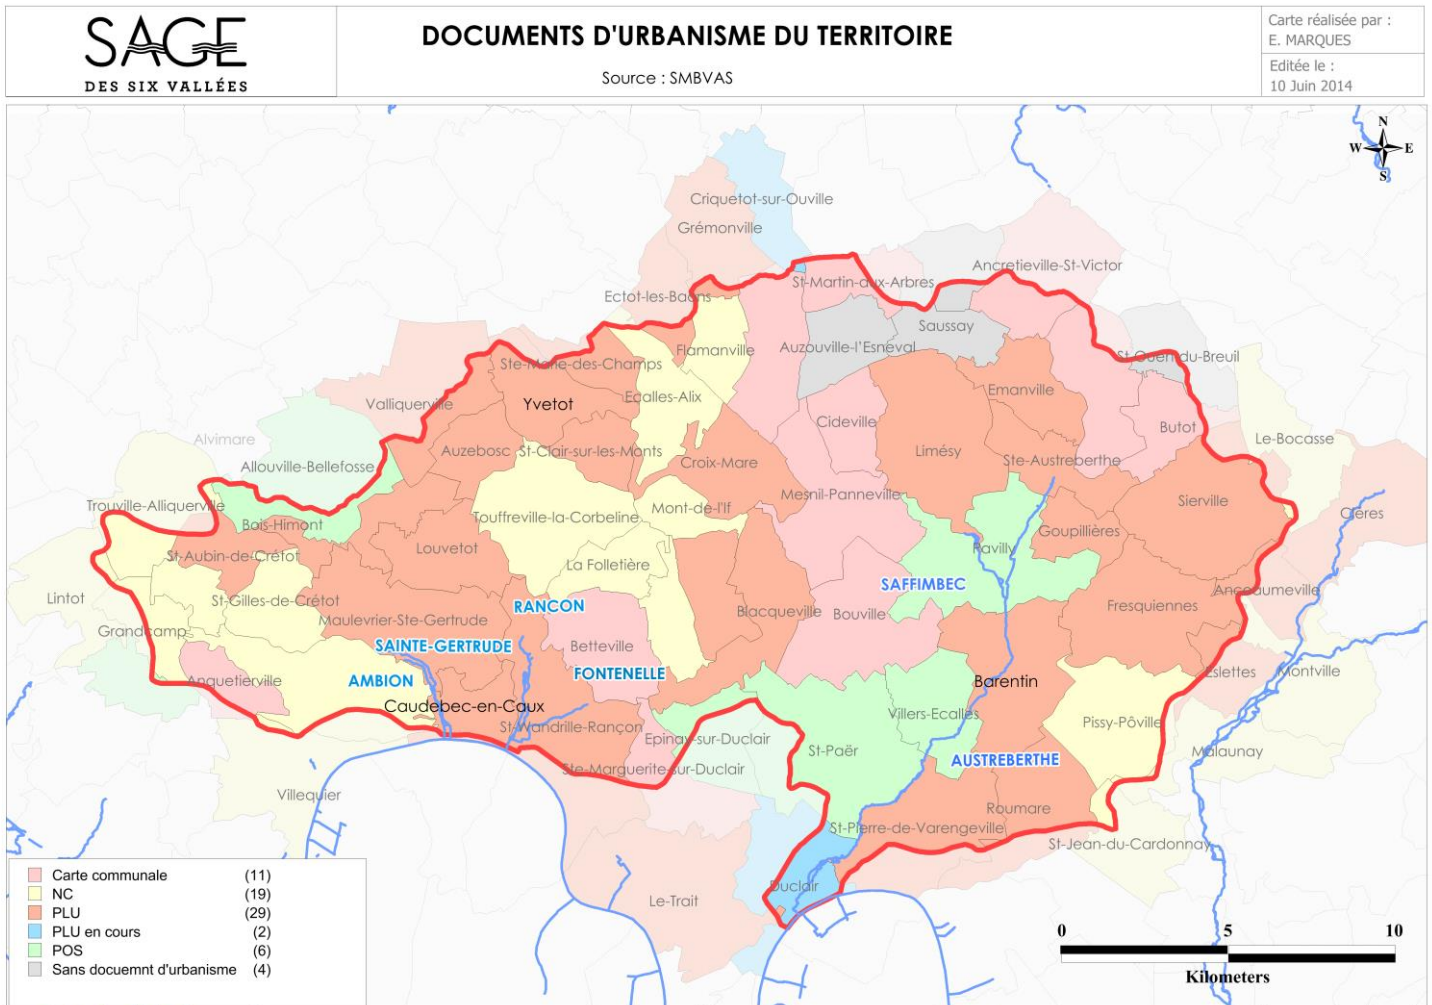 SAGE
DES SIX VALLÉES
DOCUMENTS D'URBANISME DU TERRITOIRE
Source : SMBVAS
Carte réalisée par :
E. MARQUES
Editée le :
10 Juin 2014
N
W E
S
Criquetot-sur-Ouville
Grémonville
Ancretieville-St-Victor
St-Martin-aux-Arbres
Ectot-les-Baons
Saussay
Auzouville-l'Esneval
Flamanville
St-Ouen-du-Breuil
Ste-Marie-des-Champs
Emanville
Ecalles-Alix
Valliquerville
Yvetot
Cideville
Butot
Alvimare
Le-Bocasse
Auzebosc
St-Clair-sur-les-Monts
Limésy
Croix-Mare
Ste-Austreberthe
Allouville-Bellefosse
Mesnil-Panneville
Sierville
Trouville-Alliquerville
Mont-de-l'If
Cleres
Touffreville-la-Corbeline
Bois-Himont
Goupillières
Louvetot
Pavilly
St-Aubin-de-Crétot
La Folletière
SAFFIMBEC
Anceaumeville
Lintot
St-Gilles-de-Crétot
RANCON
Blacqueville
Bouville
Fresquiennes
Maulevrier-Ste-Gertrude
Grandcamp
SAINTE-GERTRUDE
Betteville
Eslettes
Montville
FONTENELLE
Anquetierville
AMBION
Barentin
Caudebec-en-Caux
Villers-Ecalles
Pissy-Pôville
St-Wandrille-Rançon
Epinay-sur-Duclair
St-Paër
Malaunay
AUSTREBERTHE
Ste-Marguerite-sur-Duclair
Villequier
Roumare
St-Pierre-de-Varengeville
St-Jean-du-Cardonnay
Duclair
Le-Trait
Carte communale (11)
NC (19)
PLU (29)
PLU en cours (2)
POS (6)
Sans docuemnt d'urbanisme (4)
0 5 10
Kilometers